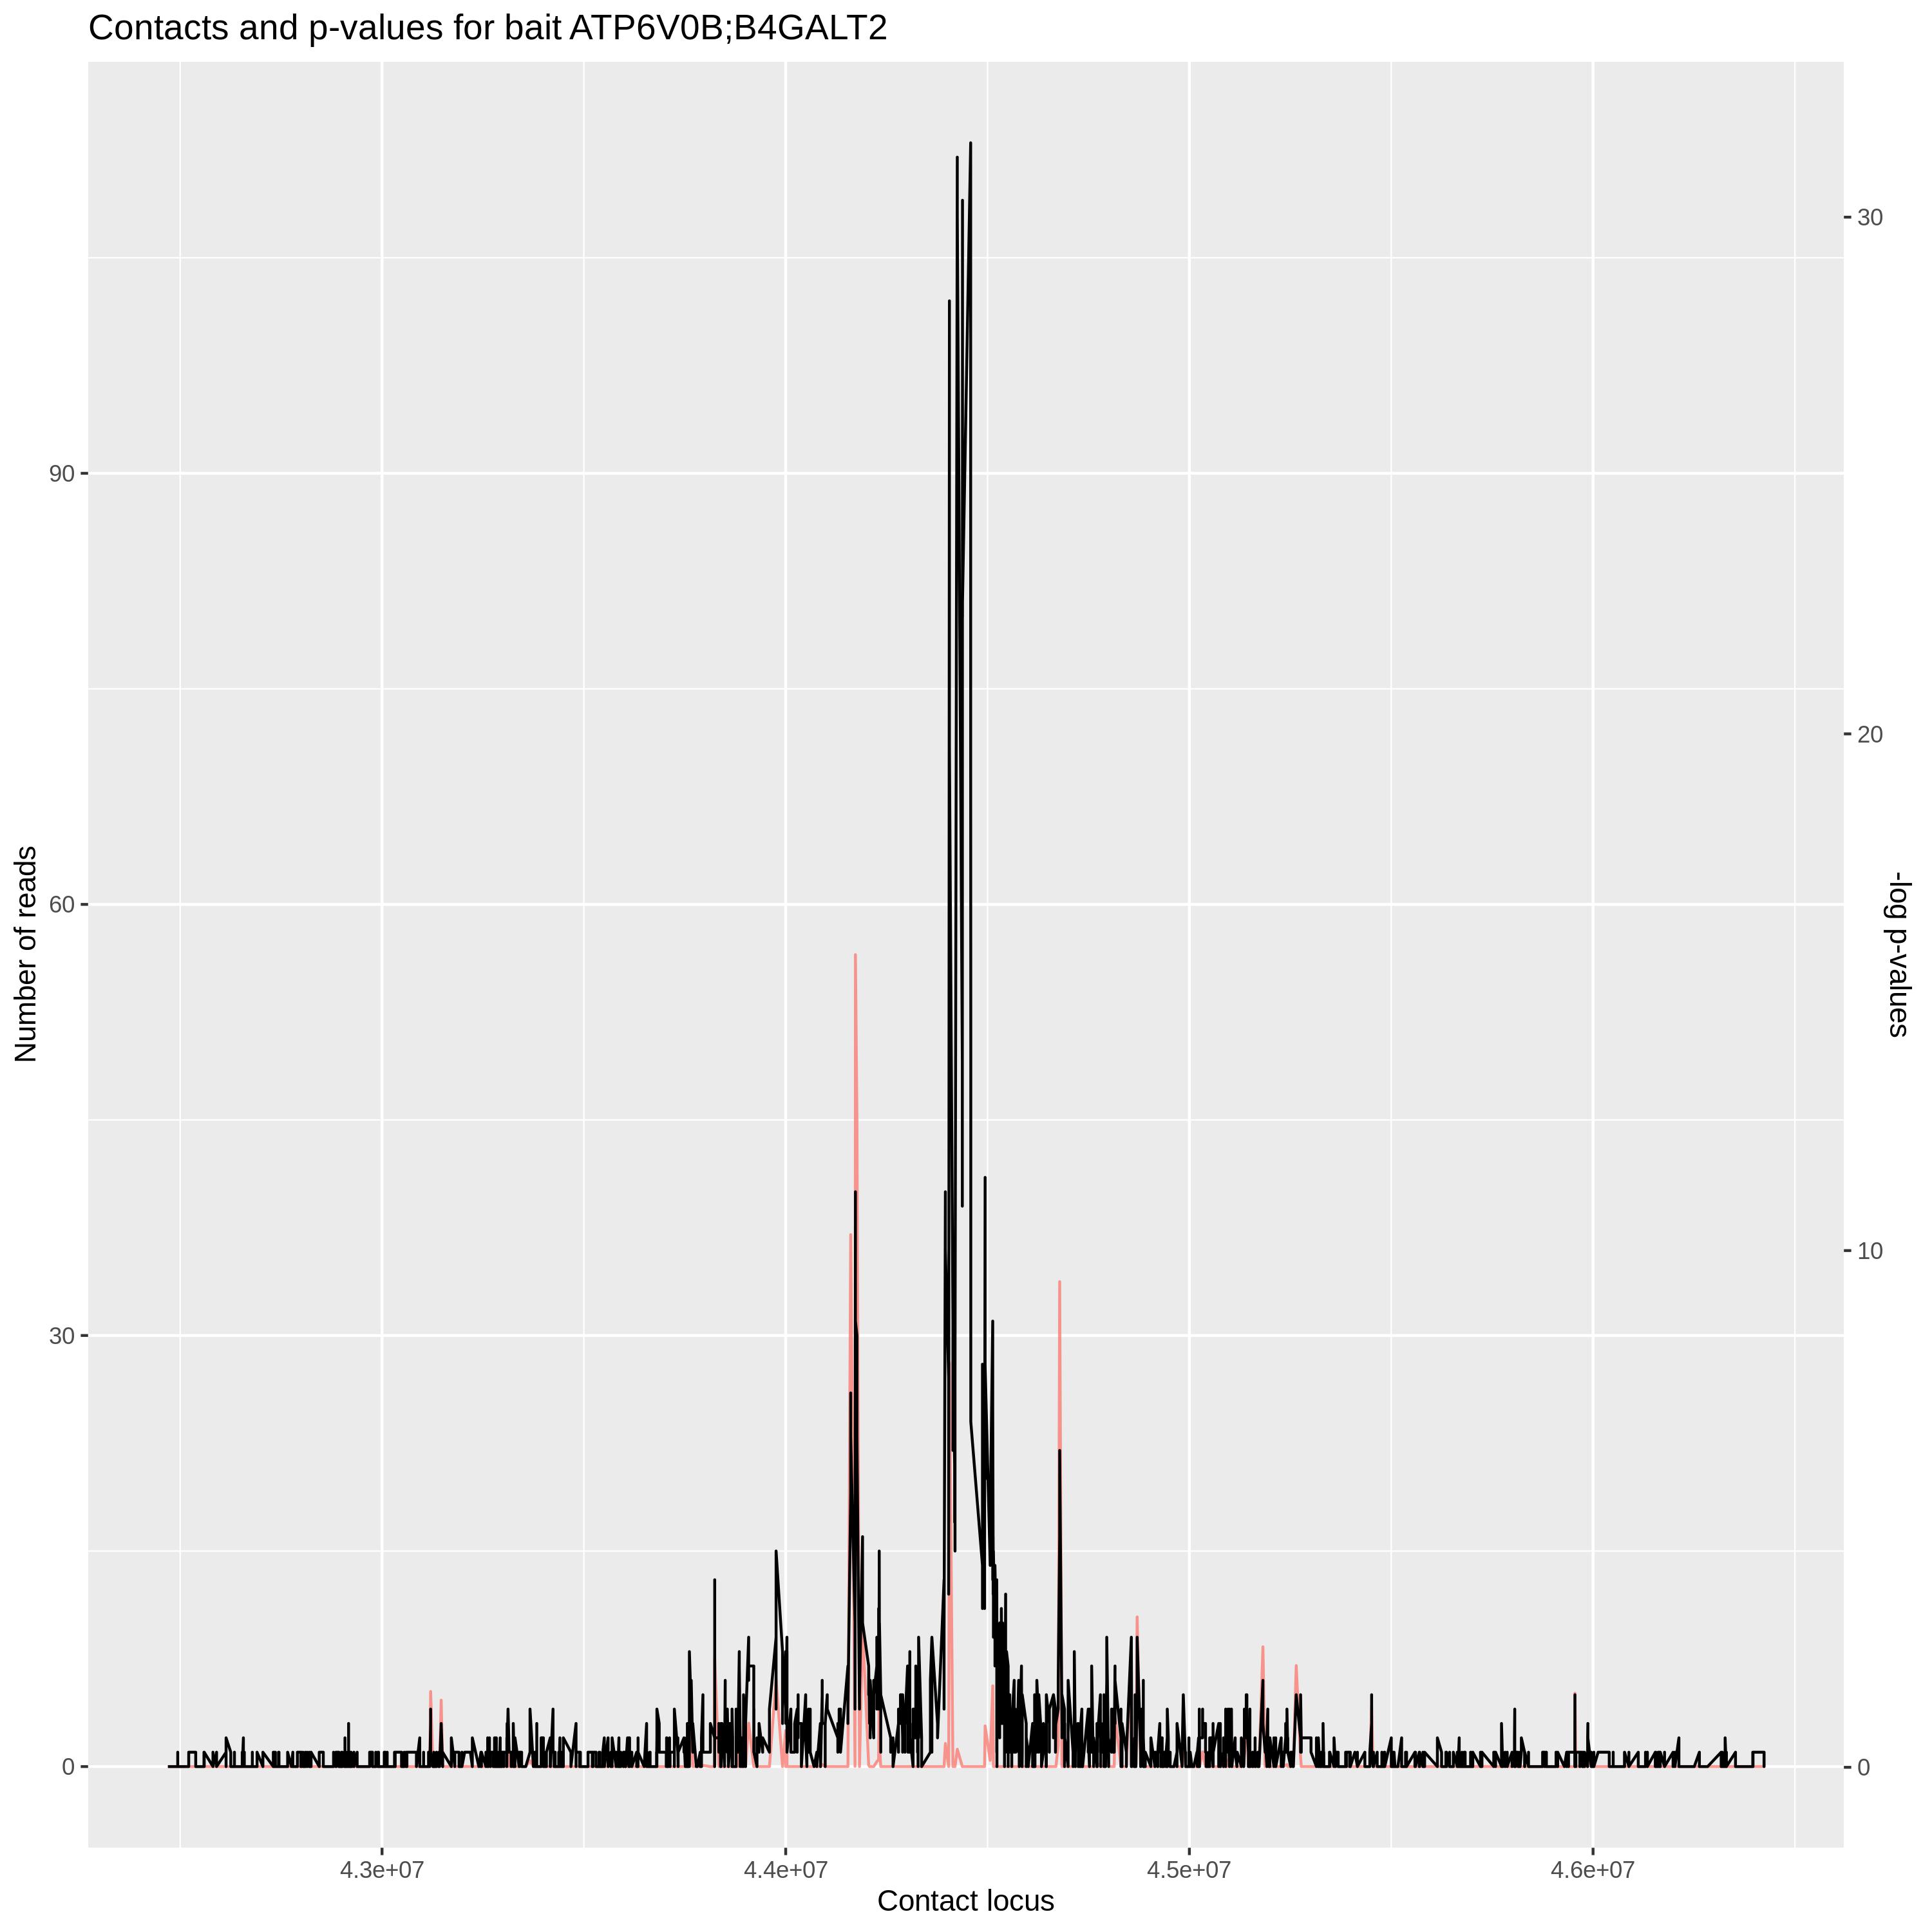 Contacts and p-values for bait ATP6V0B;B4GALT2
Number of reads
90
60
30
0
30
20
10
0
-log p-values
4.3e+07
4.4e+07
4.5e+07
4.6e+07
Contact locus